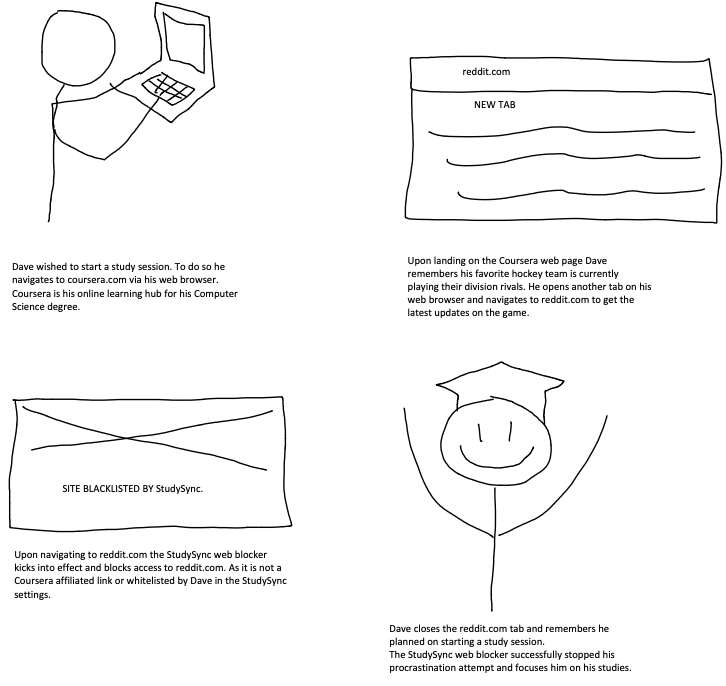 Dave wished to start a study session. To do so he
navigates to coursera.com via his web browser.
Coursera is his online learning hub for his Computer
Science degree.
reddit.com
NEW TAB
Upon landing on the Coursera web page Dave
remembers his favorite hockey team is currently
playing their division rivals. He opens another tab on his
web browser and navigates to reddit.com to get the
latest updates on the game.
SITE BLACKLISTED BY StudySync.
Upon navigating to reddit.com the StudySync web blocker
kicks into effect and blocks access to reddit.com. As it is not a
Coursera affiliated link or whitelisted by Dave in the StudySync
settings.
Dave closes the reddit.com tab and remembers he
planned on starting a study session.
The StudySync web blocker successfully stopped his
procrastination attempt and focuses him on his studies.